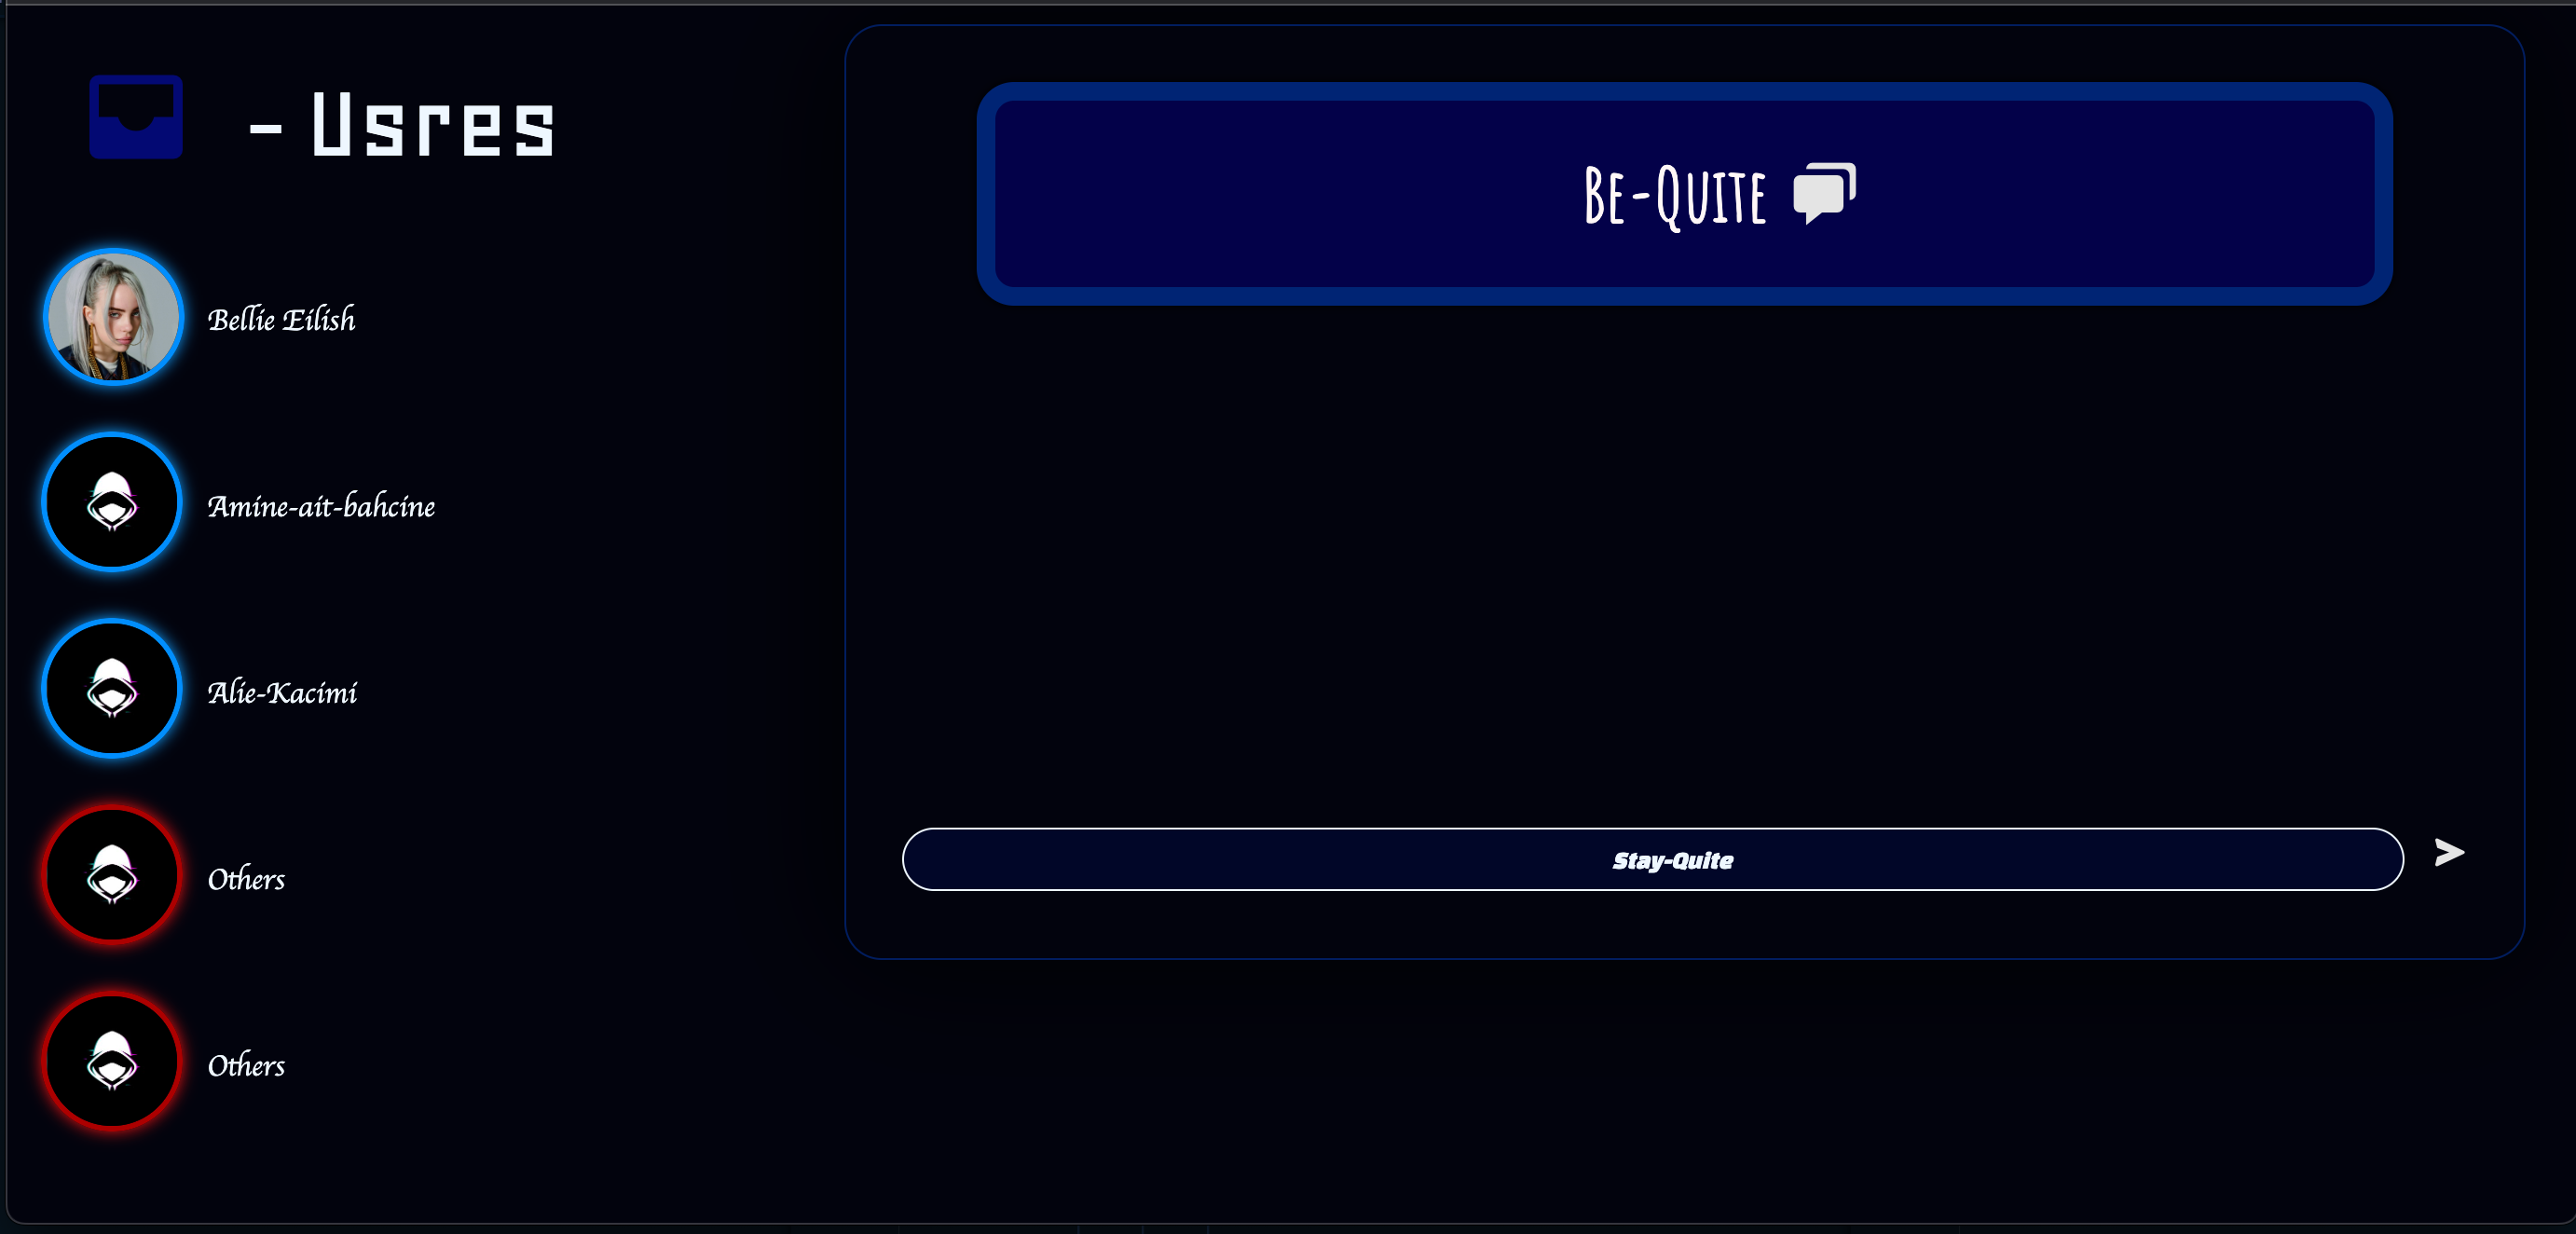 - Usres
Bellie Eilish
Amine-ait-bahcine
Alie-Kacimi
Others
Others
Be-Quite
Stay-Quite